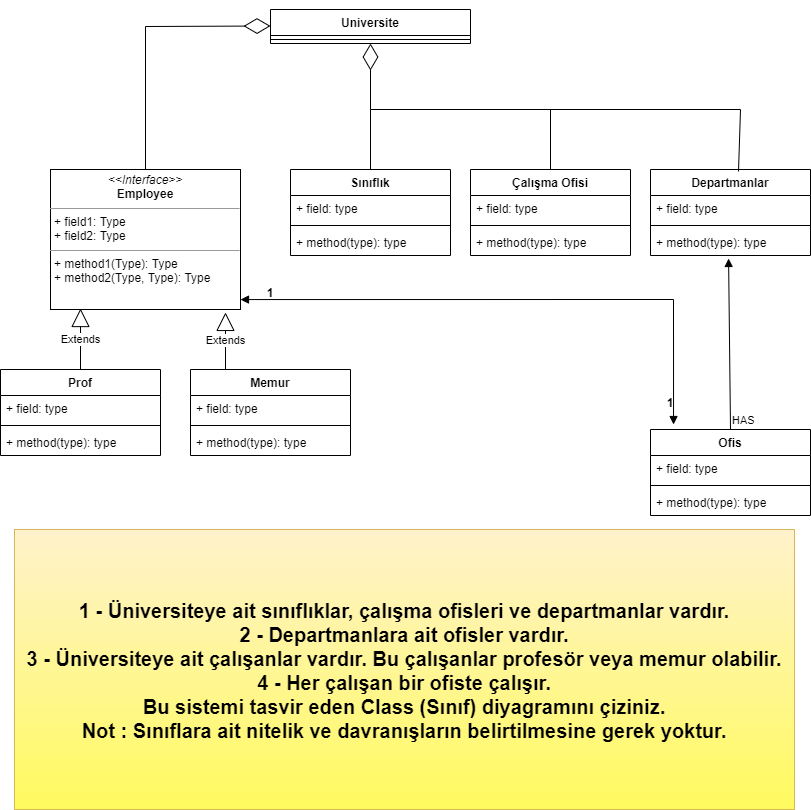 Universite
<<Interface>>
Employee
+ field1: Type
+ field2: Type
+ method1(Type): Type
+ method2(Type, Type): Type
Sınıflık
+ field: type
+ method(type): type
Çalışma Ofisi
+ field: type
+ method(type): type
Departmanlar
+ field: type
+ method(type): type
1
Extends
Extends
Prof
+ field: type
+ method(type): type
Memur
+ field: type
+ method(type): type
1
HAS
Ofis
+ field: type
+ method(type): type
1 - Üniversiteye ait sınıflıklar, çalışma ofisleri ve departmanlar vardır.
2 - Departmanlara ait ofisler vardır.
3 - Üniversiteye ait çalışanlar vardır. Bu çalışanlar profesör veya memur olabilir.
4 - Her çalışan bir ofiste çalışır.
Bu sistemi tasvir eden Class (Sınıf) diyagramını çiziniz.
Not : Sınıflara ait nitelik ve davranışların belirtilmesine gerek yoktur.